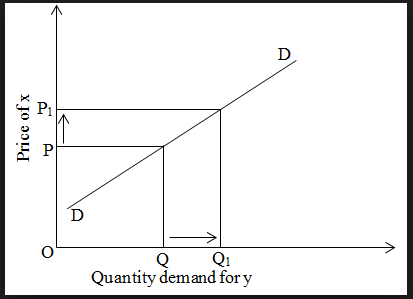 D
P1
Price of x
P
D
O
Q
Q1
Quantity demand for y